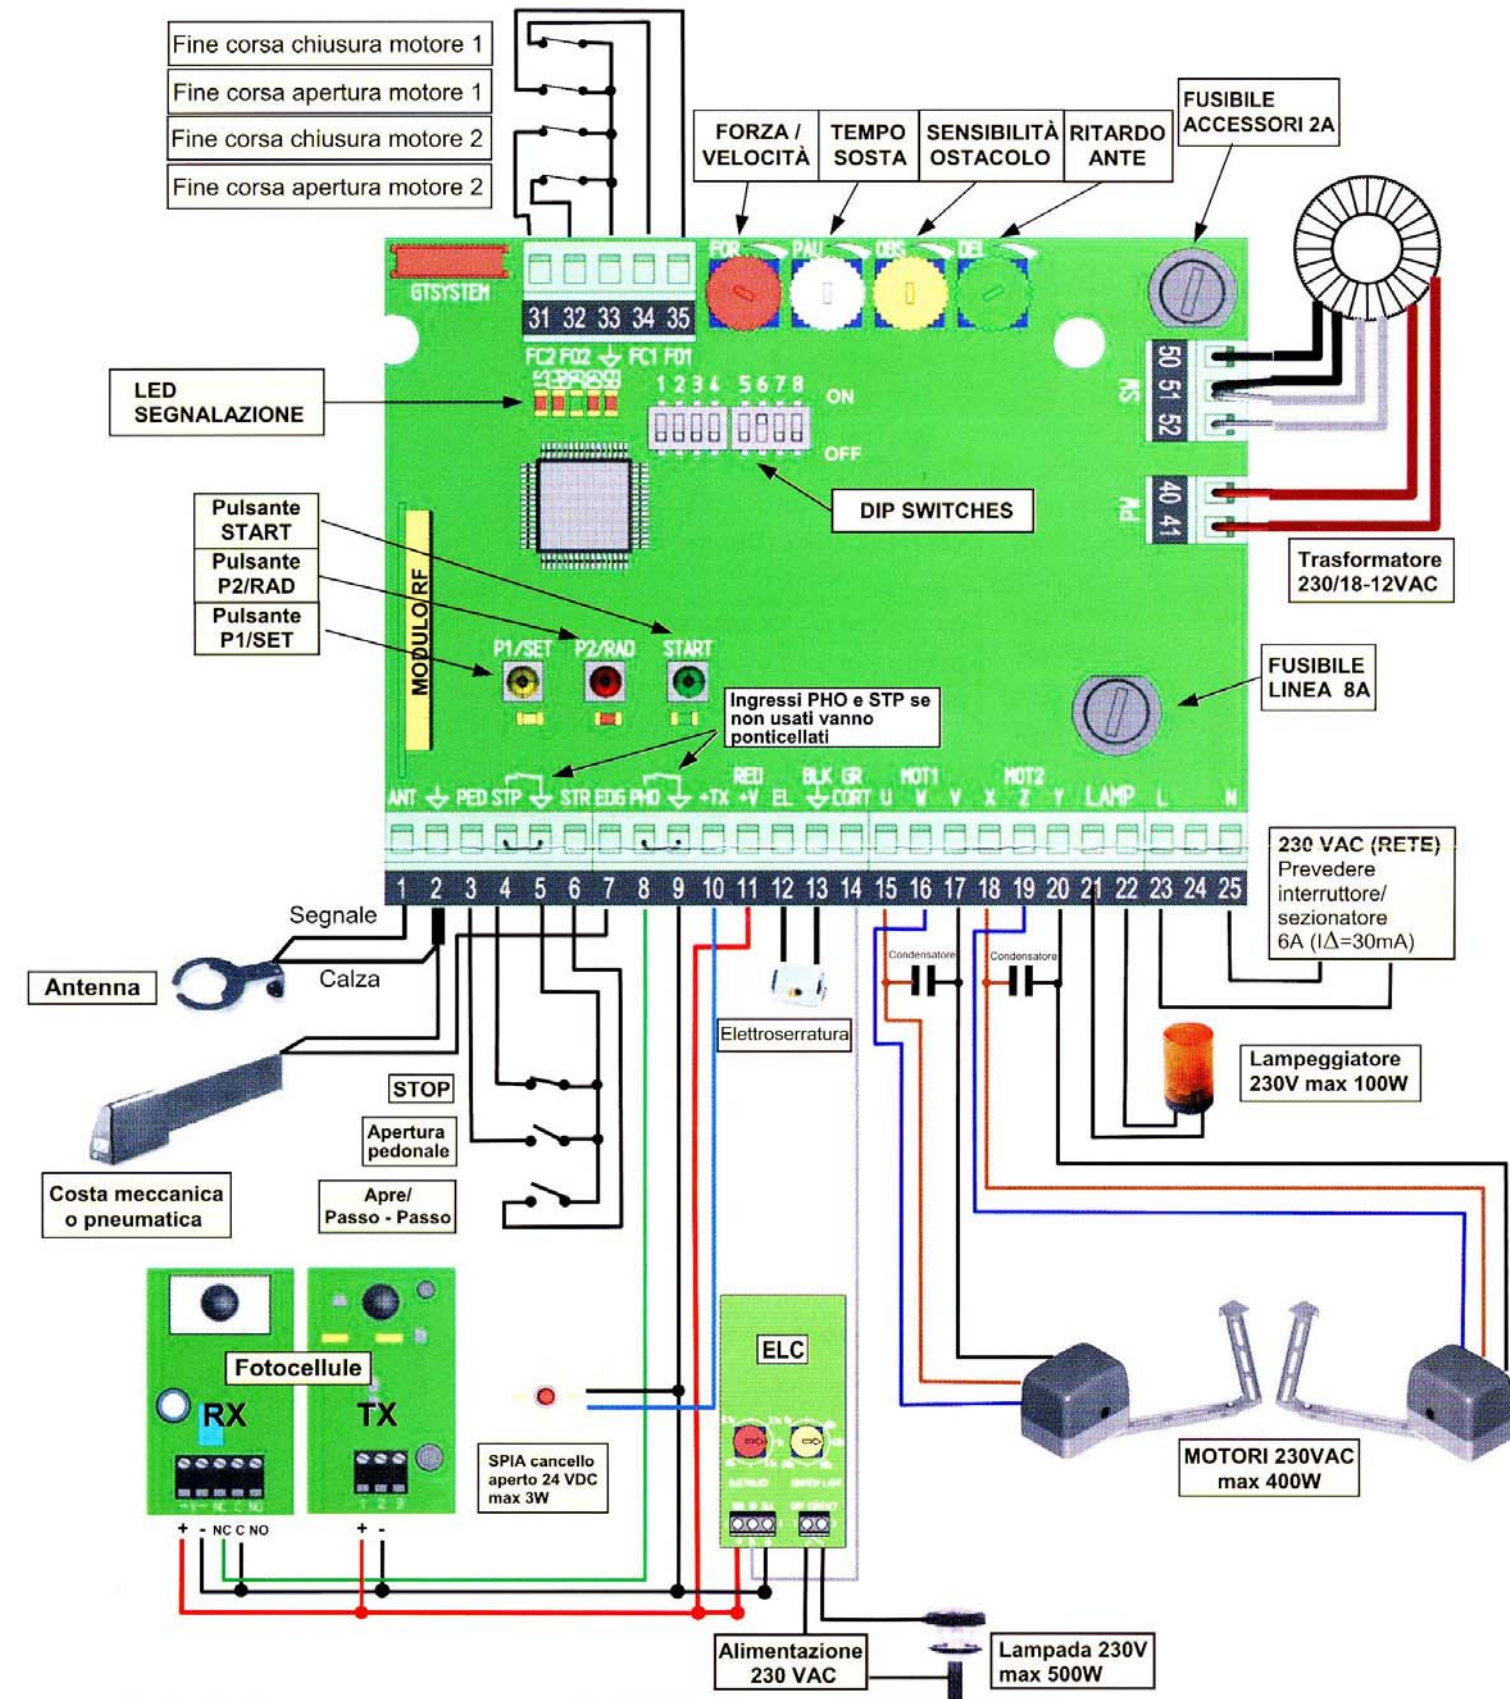 Fine corsa chiusura motore 1
Fine corsa apertura motore 1
Fine corsa chiusura motore 2
Fine corsa apertura motore 2
FORZA /
VELOCITÀ
TEMPO
SOSTA
SENSIBILITÀ
OSTACOLO
RITARDO
ANTE
FUSIBILE
ACCESSORI 2A
GTSYSTEM
FOR
PAU
OBS
DEL
31 32 33 34 35
FC2 FO2 FC1 FO1
1 2 3 4 5 6 7 8
ON
OFF
50
51
52
SW
40
41
PW
LED
SEGNALAZIONE
DIP SWITCHES
Trasformatore
230/18-12VAC
Pulsante
START
Pulsante
P2/RAD
Pulsante
P1/SET
MODULO/RF
P1/SET P2/RAD START
FUSIBILE
LINEA 8A
Ingressi PHO e STP se
non usati vanno
ponticellati
RED BLK GR MOT1 MOT2
ANT PED STP STR EDG PHO +TX +V EL CORT U W V X Z Y LAMP L N
1 2 3 4 5 6 7 8 9 10 11 12 13 14 15 16 17 18 19 20 21 22 23 24 25
230 VAC (RETE)
Prevedere
interruttore/
sezionatore
6A (IΔ=30mA)
Segnale
Calza
Antenna
Condensatore
Condensatore
Elettroserratura
Lampeggiatore
230V max 100W
STOP
Apertura
pedonale
Apre/
Passo - Passo
Costa meccanica
o pneumatica
Fotocellule
RX
TX
1 2 3
+ - NC C NO
+ -
SPIA cancello
aperto 24 VDC
max 3W
ELC
MOTORI 230VAC
max 400W
Alimentazione
230 VAC
Lampada 230V
max 500W